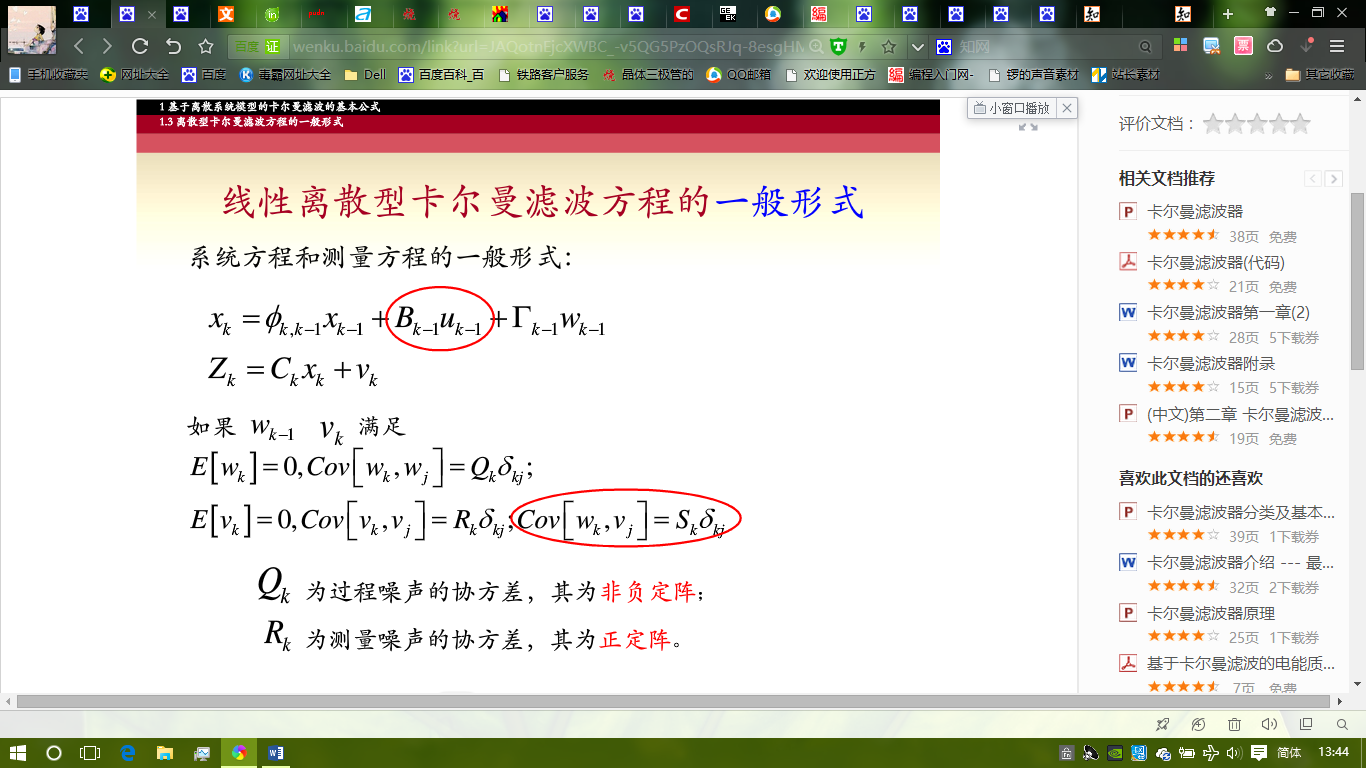 百度 证 wenku.baidu.com/link?url=JAQotnEjcXWBC_-v5QG5PzOQsRJq-8esgHM 知网
手机收藏夹 网址大全 百度 毒霸网址大全 Dell 百度百科_百 铁路客户服务 晶体三极管的 QQ邮箱 欢迎使用正方 编程入门网- 锣的声音素材 站长素材 » 其它收藏
1 基于离散系统模型的卡尔曼滤波的基本公式
1.3 离散型卡尔曼滤波方程的一般形式
小窗口播放
线性离散型卡尔曼滤波方程的一般形式
系统方程和测量方程的一般形式：
x_k = ϕ_{k,k−1} x_{k−1} + B_{k−1} u_{k−1} + Γ_{k−1} w_{k−1}
Z_k = C_k x_k + v_k
如果 w_{k−1} v_k 满足
E[w_k] = 0, Cov[w_k, w_j] = Q_k δ_{kj};
E[v_k] = 0, Cov[v_k, v_j] = R_k δ_{kj}; Cov[w_k, v_j] = S_k δ_{kj}
Q_k 为过程噪声的协方差，其为非负定阵；
R_k 为测量噪声的协方差，其为正定阵。
评价文档：
相关文档推荐
卡尔曼滤波器
38页 免费
卡尔曼滤波器(代码)
21页 免费
卡尔曼滤波器第一章(2)
28页 5下载券
卡尔曼滤波器附录
15页 5下载券
(中文)第二章 卡尔曼滤波...
19页 免费
喜欢此文档的还喜欢
卡尔曼滤波器分类及基本...
39页 1下载券
卡尔曼滤波器介绍 --- 最...
32页 2下载券
卡尔曼滤波器原理
25页 1下载券
基于卡尔曼滤波的电能质...
7页 免费
简体 13:44